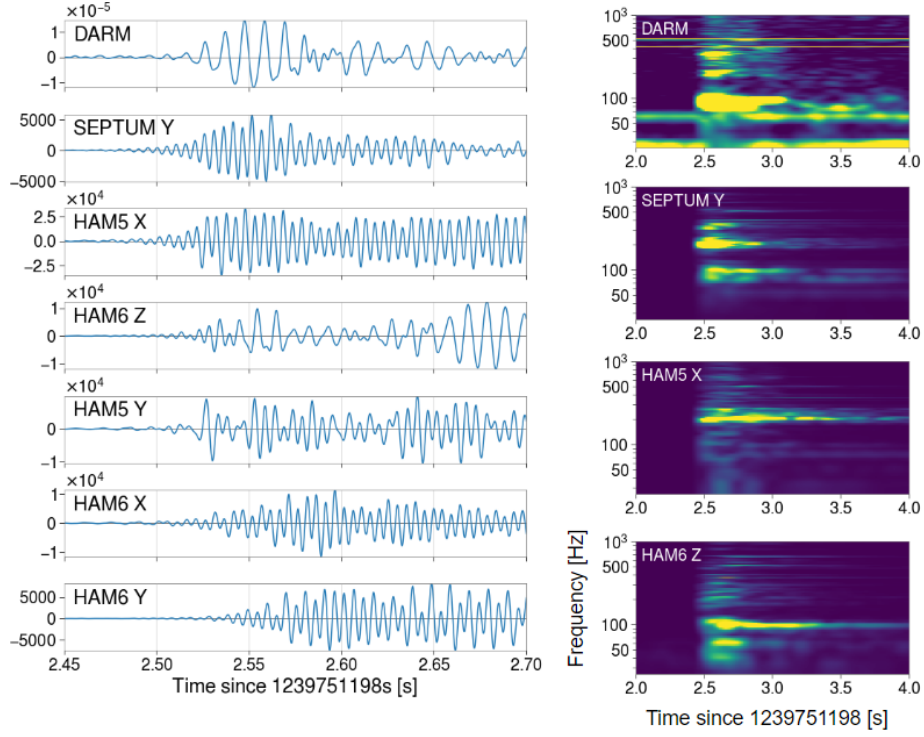 ×10⁻⁵
1
0
−1
DARM
5000
0
−5000
SEPTUM Y
×10⁴
2.5
0.0
−2.5
HAM5 X
×10⁴
1
0
−1
HAM6 Z
×10⁴
1
0
−1
HAM5 Y
×10⁴
1
0
−1
HAM6 X
5000
0
−5000
HAM6 Y
2.45 2.50 2.55 2.60 2.65 2.70
Time since 1239751198s [s]
Frequency [Hz]
10³
500
100
50
DARM
2.0 2.5 3.0 3.5 4.0
10³
500
100
50
SEPTUM Y
2.0 2.5 3.0 3.5 4.0
10³
500
100
50
HAM5 X
2.0 2.5 3.0 3.5 4.0
10³
500
100
50
HAM6 Z
2.0 2.5 3.0 3.5 4.0
Time since 1239751198 [s]